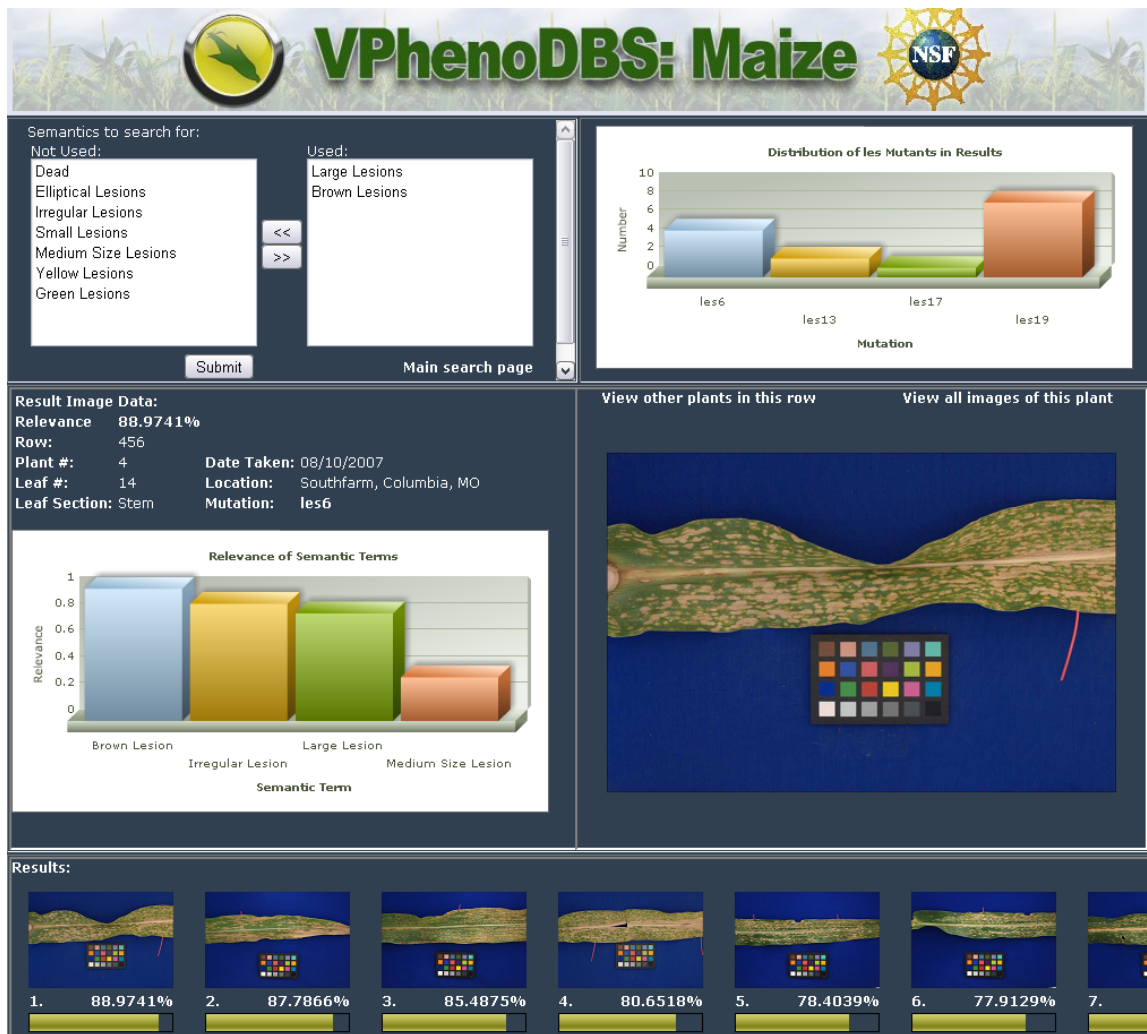 VPhenoDBS: Maize
NSF
Semantics to search for:
Not Used:
Used:
Dead
Elliptical Lesions
Irregular Lesions
Small Lesions
Medium Size Lesions
Yellow Lesions
Green Lesions
Large Lesions
Brown Lesions
<<
>>
Submit
Main search page
Distribution of les Mutants in Results
Number
10
8
6
4
2
0
les6
les13
les17
les19
Mutation
Result Image Data:
Relevance 88.9741%
Row: 456
Plant #: 4 Date Taken: 08/10/2007
Leaf #: 14 Location: Southfarm, Columbia, MO
Leaf Section: Stem Mutation: les6
Relevance of Semantic Terms
Relevance
1
0.8
0.6
0.4
0.2
0
Brown Lesion
Irregular Lesion
Large Lesion
Medium Size Lesion
Semantic Term
View other plants in this row
View all images of this plant
Results:
1. 88.9741%
2. 87.7866%
3. 85.4875%
4. 80.6518%
5. 78.4039%
6. 77.9129%
7.